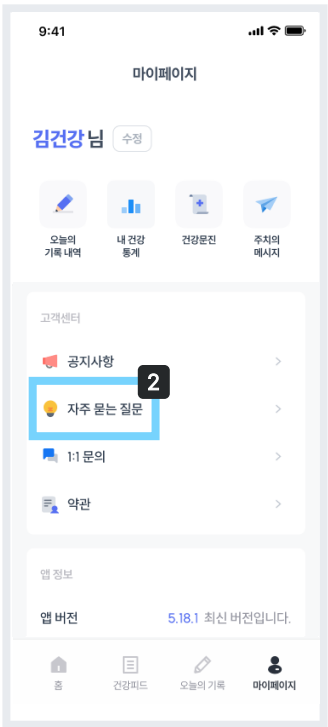 9:41
마이페이지
김건강 님 수정
오늘의
기록 내역
내 건강
통계
건강문진
주치의
메시지
고객센터
공지사항
2
자주 묻는 질문
1:1 문의
약관
앱 정보
앱 버전 5.18.1 최신 버전입니다.
홈 건강피드 오늘의 기록 마이페이지